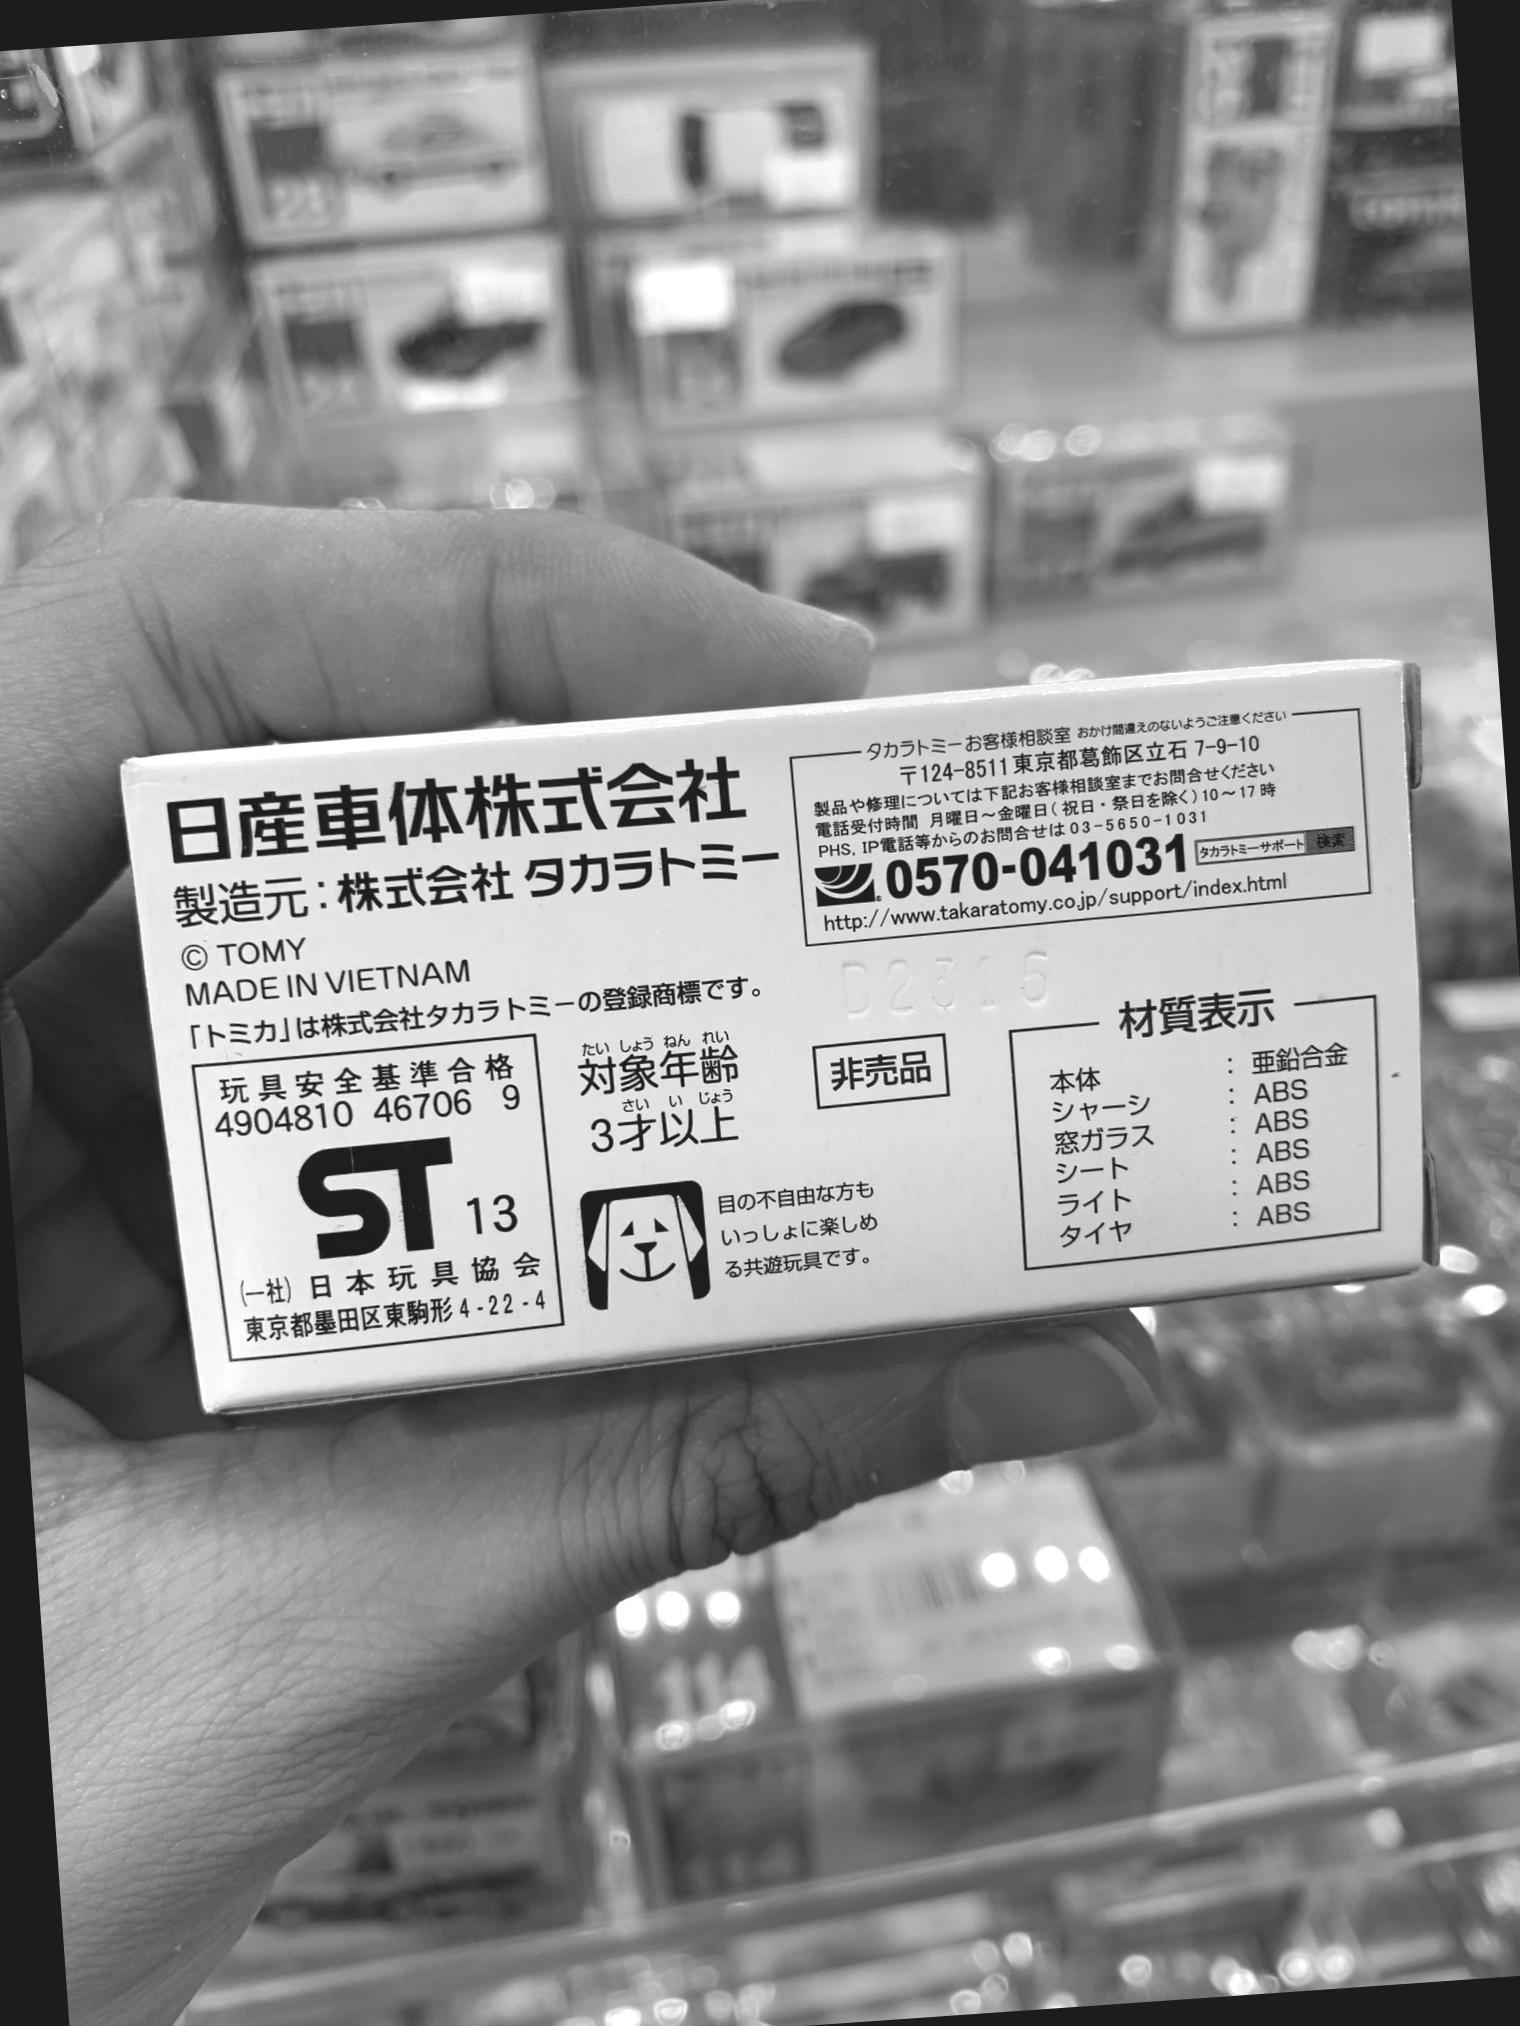 日産車体株式会社
製造元:株式会社 タカラトミー
© TOMY
MADE IN VIETNAM
「トミカ」は株式会社タカラトミーの登録商標です。
タカラトミーお客様相談室 おかけ間違えのないようご注意ください
〒124-8511 東京都葛飾区立石 7-9-10
製品や修理については下記お客様相談室までお問合せください
電話受付時間 月曜日～金曜日(祝日・祭日を除く)10～17時
PHS, IP電話等からのお問合せは 03-5650-1031
0570-041031 タカラトミーサポート 検索
http://www.takaratomy.co.jp/support/index.html
D2315
玩具安全基準合格
4904810 46706 9
ST 13
(一社) 日本玩具協会
東京都墨田区東駒形 4-22-4
たい しょう ねん れい
対象年齢
さい い じょう
3才以上
目の不自由な方も
いっしょに楽しめ
る共遊玩具です。
非売品
材質表示
本体 : 亜鉛合金
シャーシ : ABS
窓ガラス : ABS
シート : ABS
ライト : ABS
タイヤ : ABS
114
114